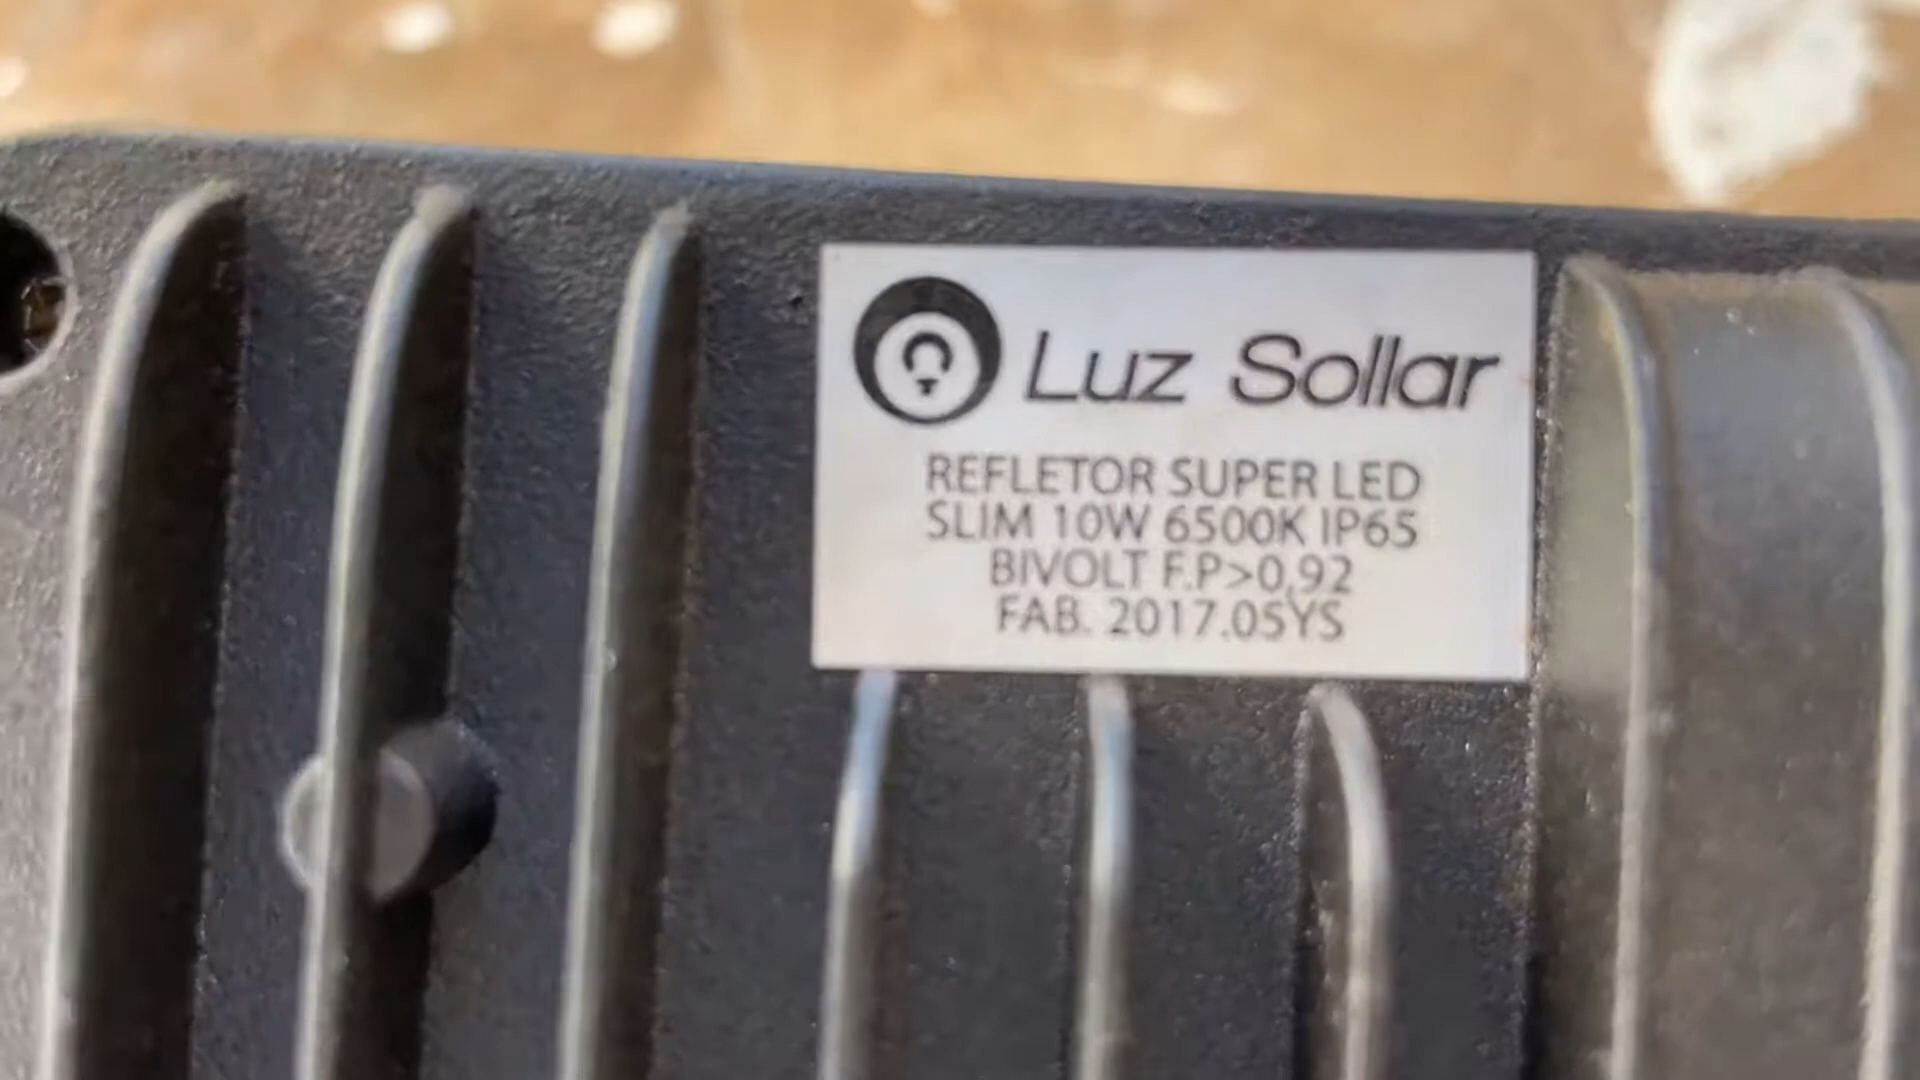 Luz Sollar
REFLETOR SUPER LED
SLIM 10W 6500K IP65
BIVOLT F.P>0,92
FAB. 2017.05YS